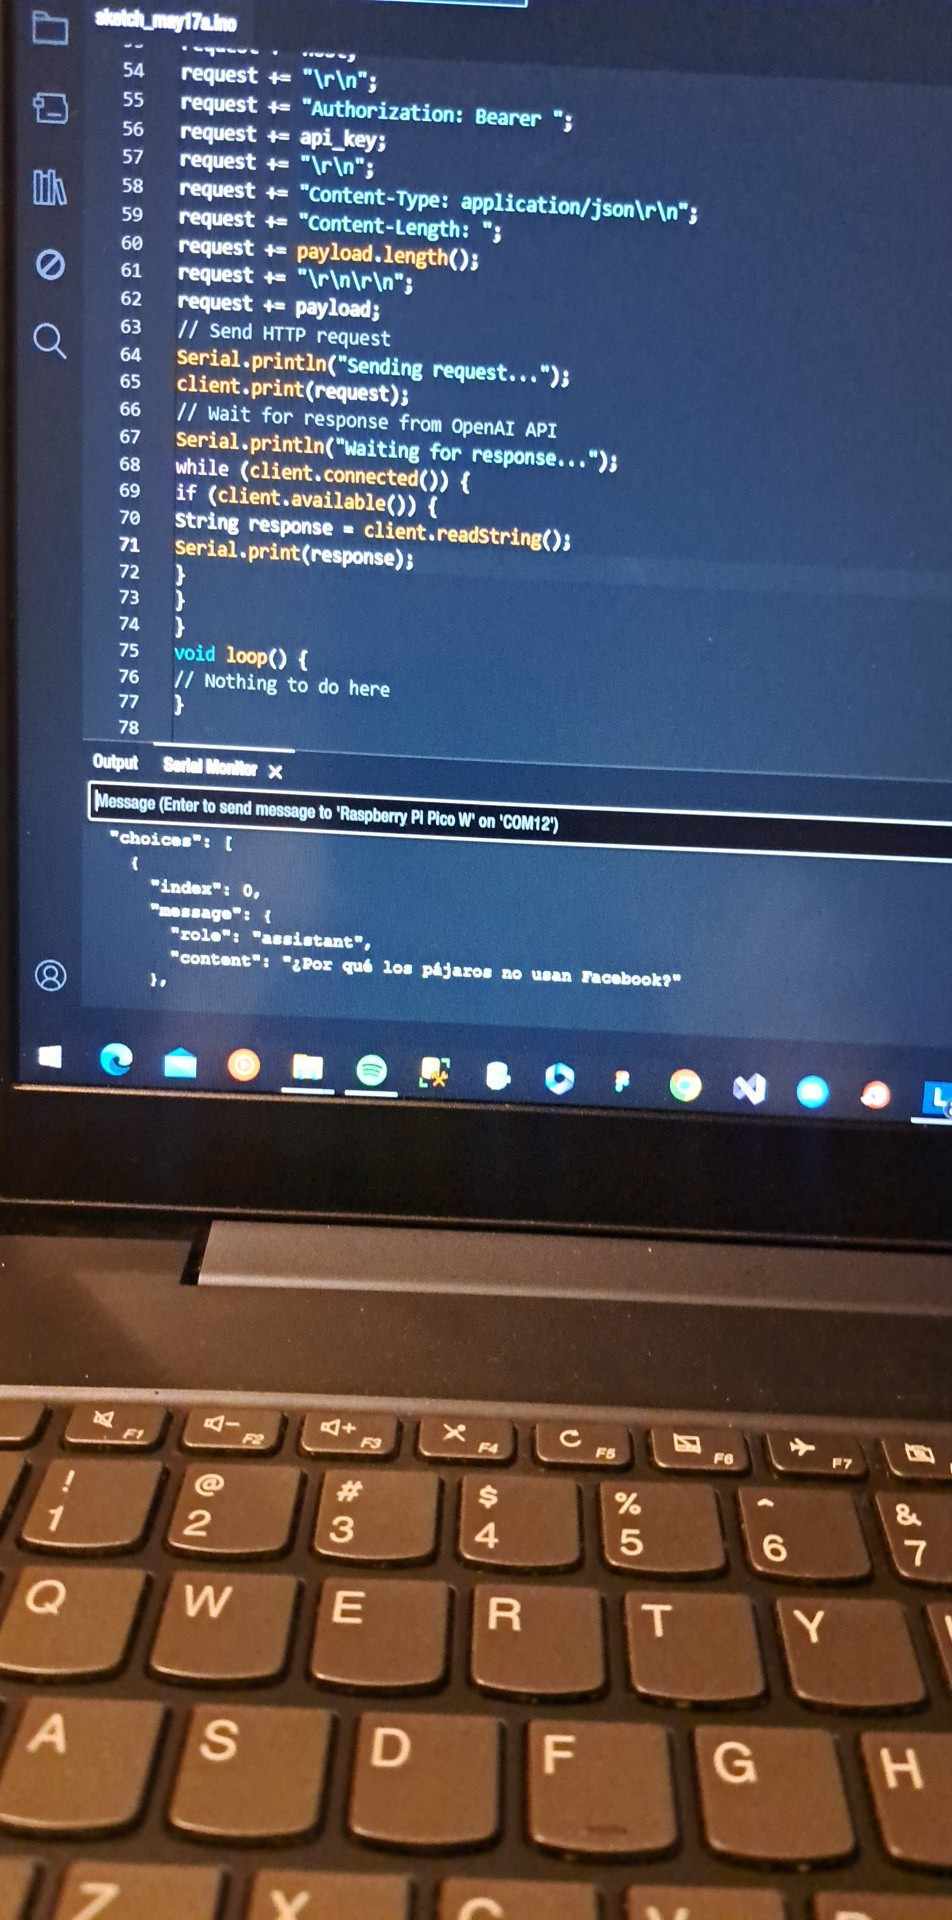 sketch_may17a.ino
54 request += "\r\n";
55 request += "Authorization: Bearer ";
56 request += api_key;
57 request += "\r\n";
58 request += "Content-Type: application/json\r\n";
59 request += "Content-Length: ";
60 request += payload.length();
61 request += "\r\n\r\n";
62 request += payload;
63 // Send HTTP request
64 Serial.println("Sending request...");
65 client.print(request);
66 // Wait for response from OpenAI API
67 Serial.println("Waiting for response...");
68 while (client.connected()) {
69 if (client.available()) {
70 String response = client.readString();
71 Serial.print(response);
72 }
73 }
74 }
75 void loop() {
76 // Nothing to do here
77 }
78
Output Serial Monitor X
Message (Enter to send message to 'Raspberry Pi Pico W' on 'COM12')
"choices": [
{
"index": 0,
"message": {
"role": "assistant",
"content": "¿Por qué los pájaros no usan Facebook?"
},
L
F1 F2 F3 F4 F5 F6 F7
! @ # $ % ^ &
1 2 3 4 5 6 7
Q W E R T Y
A S D F G H
Z X C V